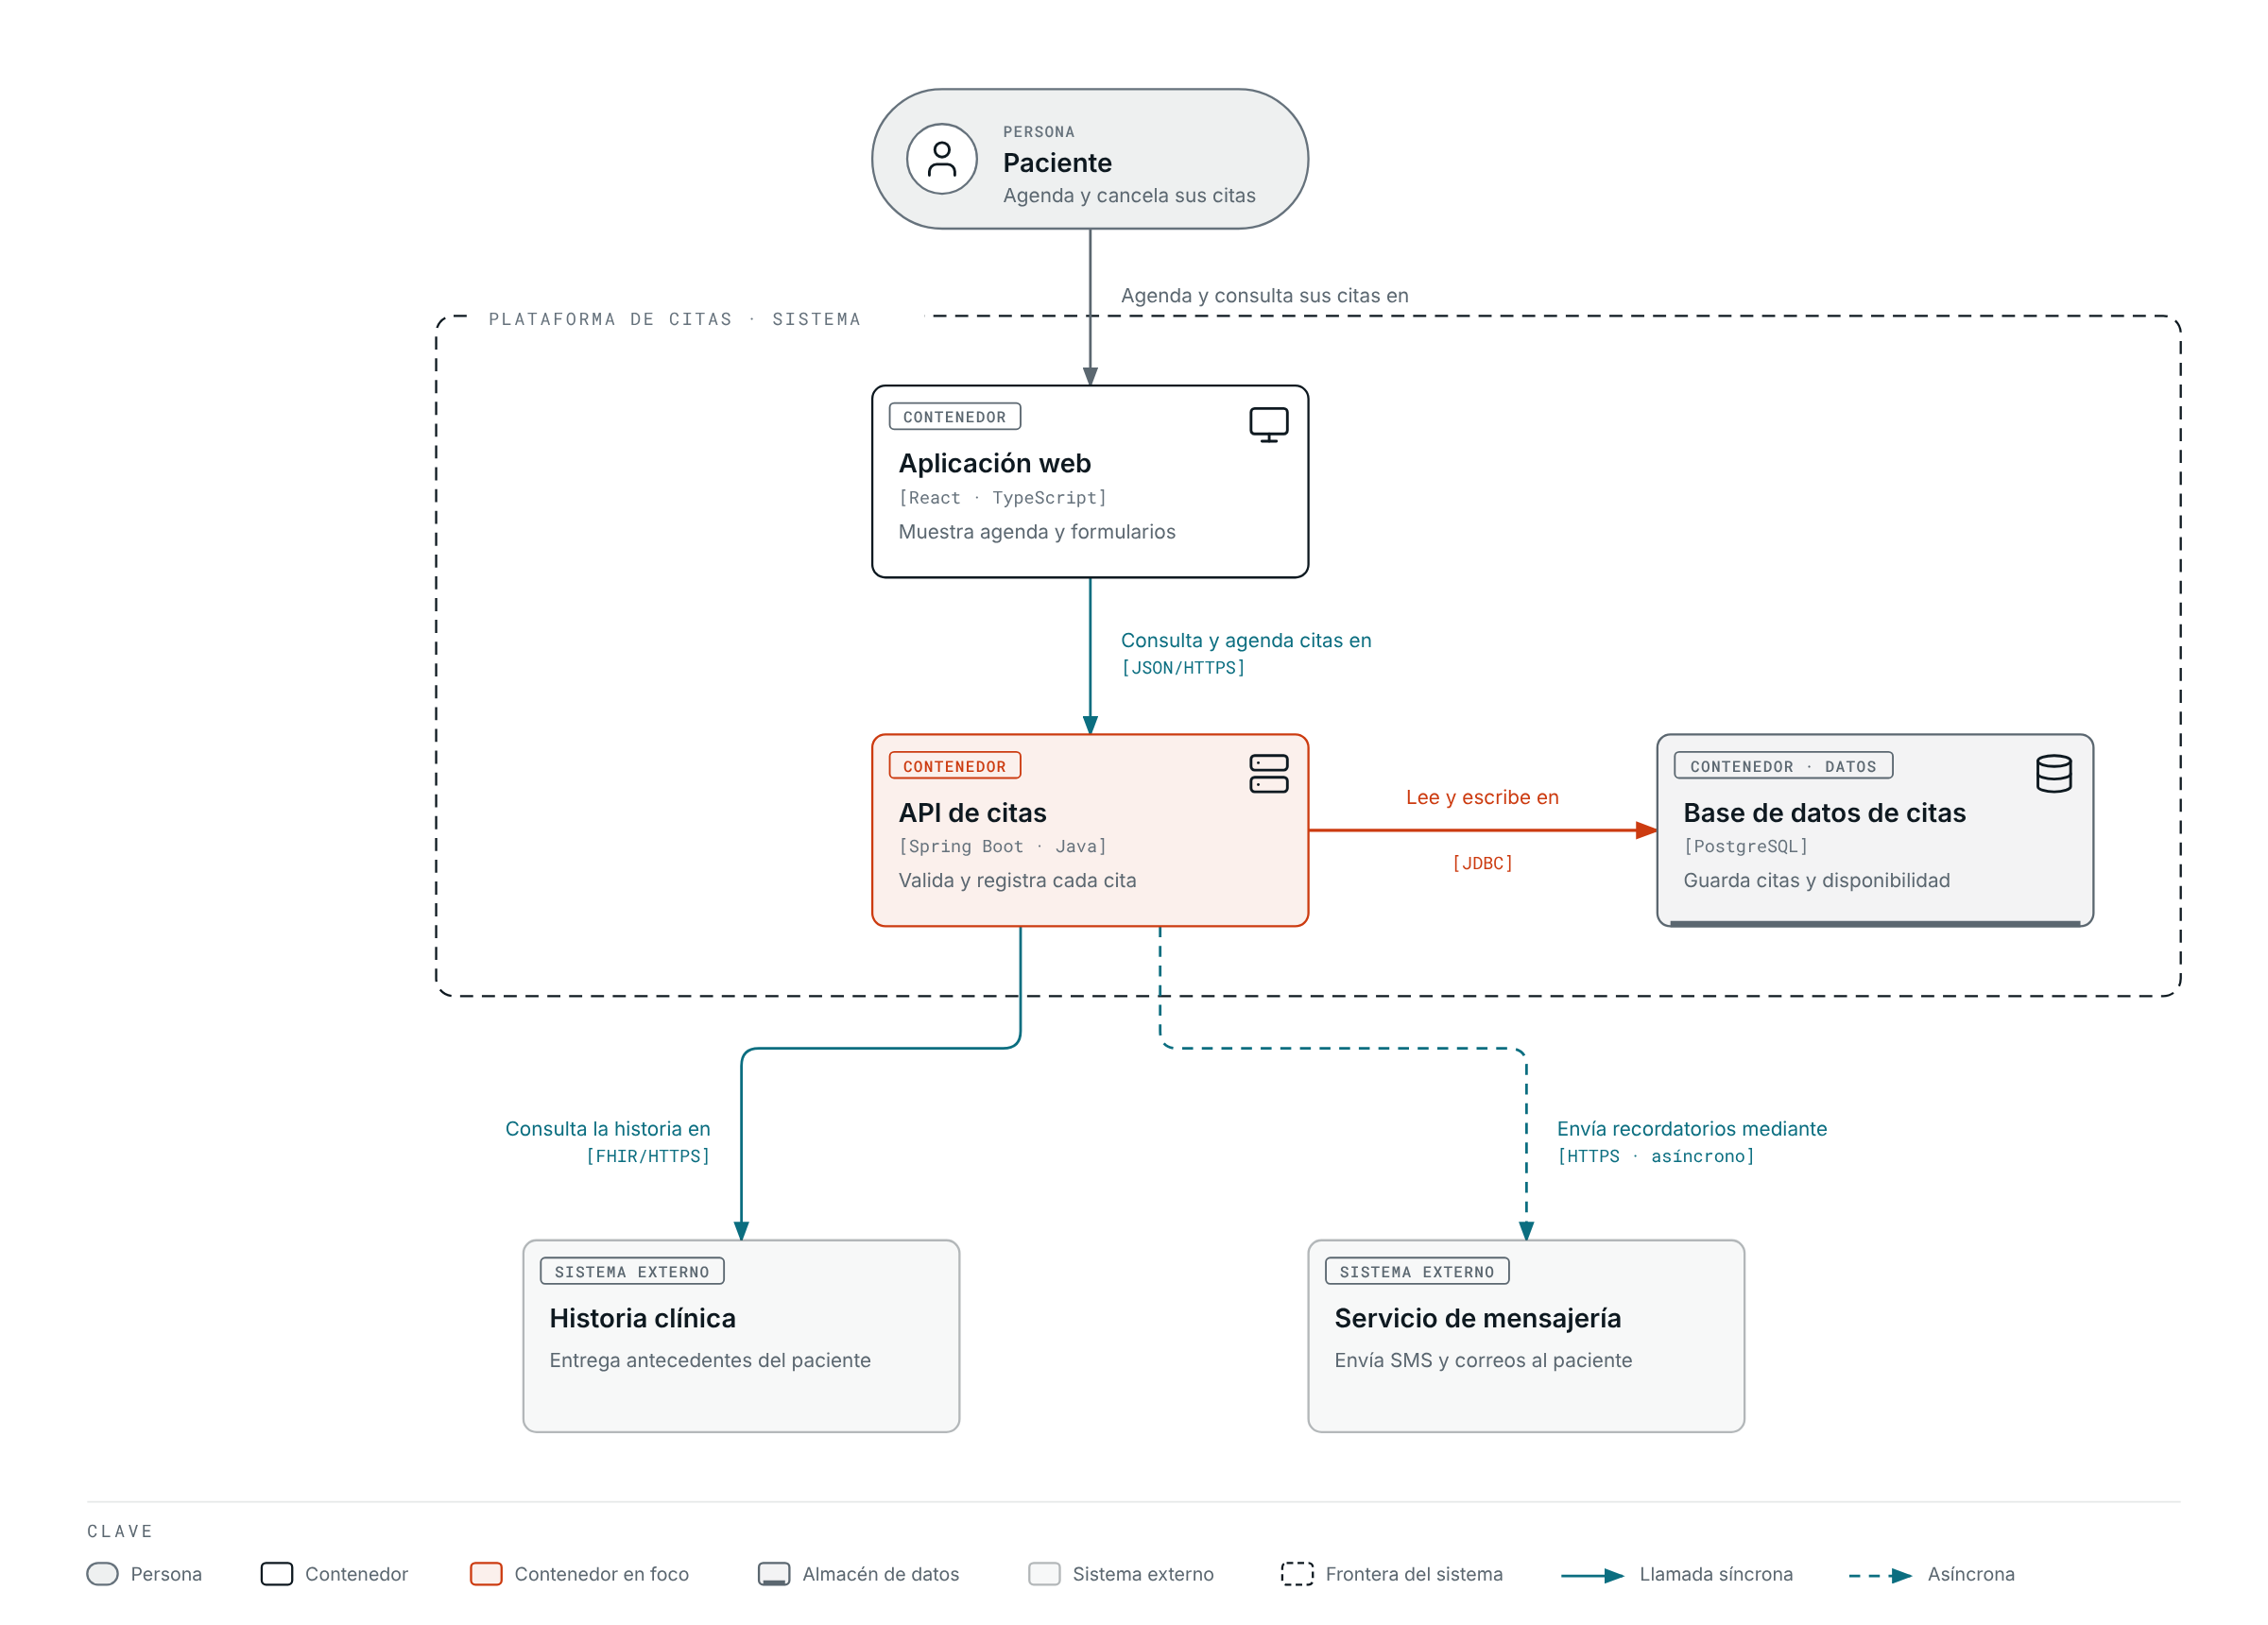 PERSONA
Paciente
Agenda y cancela sus citas
Agenda y consulta sus citas en
PLATAFORMA DE CITAS · SISTEMA
CONTENEDOR
Aplicación web
[React · TypeScript]
Muestra agenda y formularios
Consulta y agenda citas en
[JSON/HTTPS]
CONTENEDOR
API de citas
[Spring Boot · Java]
Valida y registra cada cita
Lee y escribe en
[JDBC]
CONTENEDOR · DATOS
Base de datos de citas
[PostgreSQL]
Guarda citas y disponibilidad
Consulta la historia en
[FHIR/HTTPS]
Envía recordatorios mediante
[HTTPS · asíncrono]
SISTEMA EXTERNO
Historia clínica
Entrega antecedentes del paciente
SISTEMA EXTERNO
Servicio de mensajería
Envía SMS y correos al paciente
CLAVE
Persona
Contenedor
Contenedor en foco
Almacén de datos
Sistema externo
Frontera del sistema
Llamada síncrona
Asíncrona